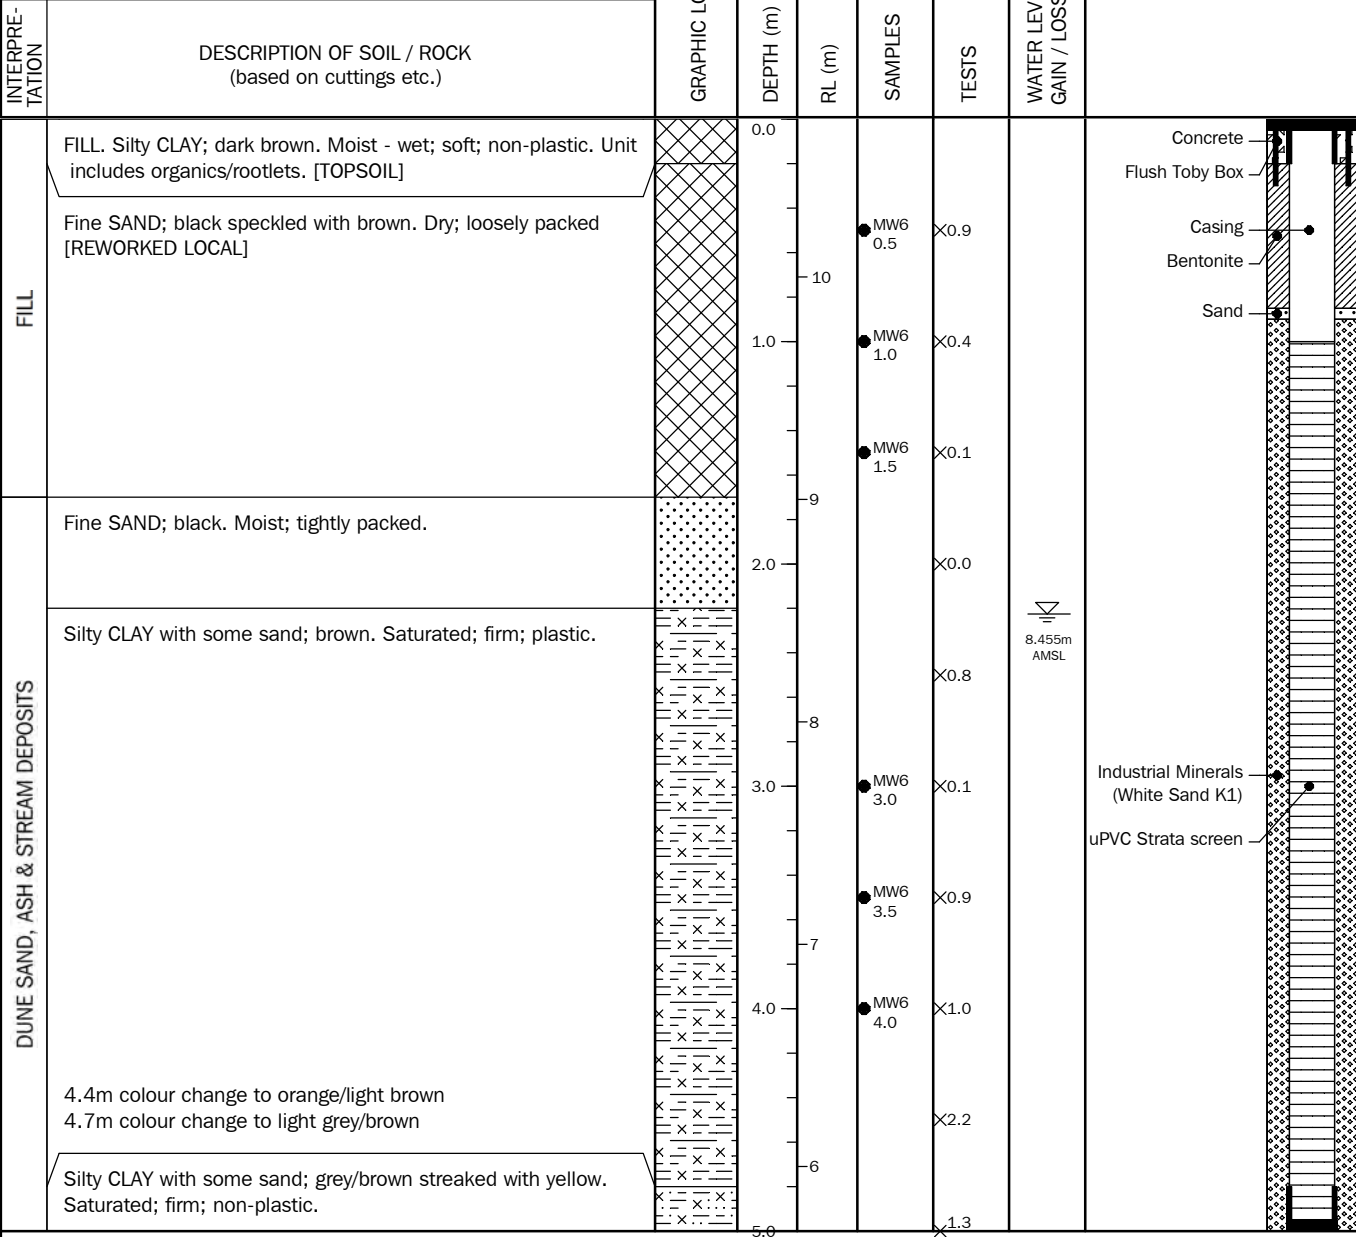 INTERPRE-
TATION
DESCRIPTION OF SOIL / ROCK
(based on cuttings etc.)
GRAPHIC
DEPTH (m)
RL (m)
SAMPLES
TESTS
WATER
GAIN / LOSS
FILL
FILL. Silty CLAY; dark brown. Moist - wet; soft; non-plastic. Unit
includes organics/rootlets. [TOPSOIL]
Fine SAND; black speckled with brown. Dry; loosely packed
[REWORKED LOCAL]
DUNE SAND, ASH & STREAM DEPOSITS
Fine SAND; black. Moist; tightly packed.
Silty CLAY with some sand; brown. Saturated; firm; plastic.
4.4m colour change to orange/light brown
4.7m colour change to light grey/brown
Silty CLAY with some sand; grey/brown streaked with yellow.
Saturated; firm; non-plastic.
0.0
1.0
2.0
3.0
4.0
5.0
10
9
8
7
6
MW6
0.5
MW6
1.0
MW6
1.5
MW6
3.0
MW6
3.5
MW6
4.0
0.9
0.4
0.1
0.0
0.8
0.1
0.9
1.0
2.2
1.3
8.455m
AMSL
Concrete
Flush Toby Box
Casing
Bentonite
Sand
Industrial Minerals
(White Sand K1)
uPVC Strata screen